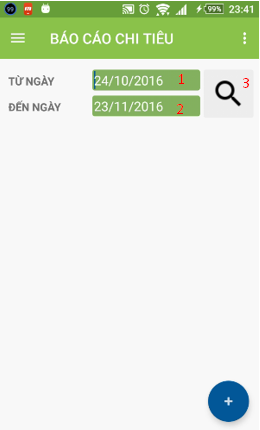 99 99% 23:41
BÁO CÁO CHI TIÊU
TỪ NGÀY 24/10/2016 1
3
ĐẾN NGÀY 23/11/2016 2
+